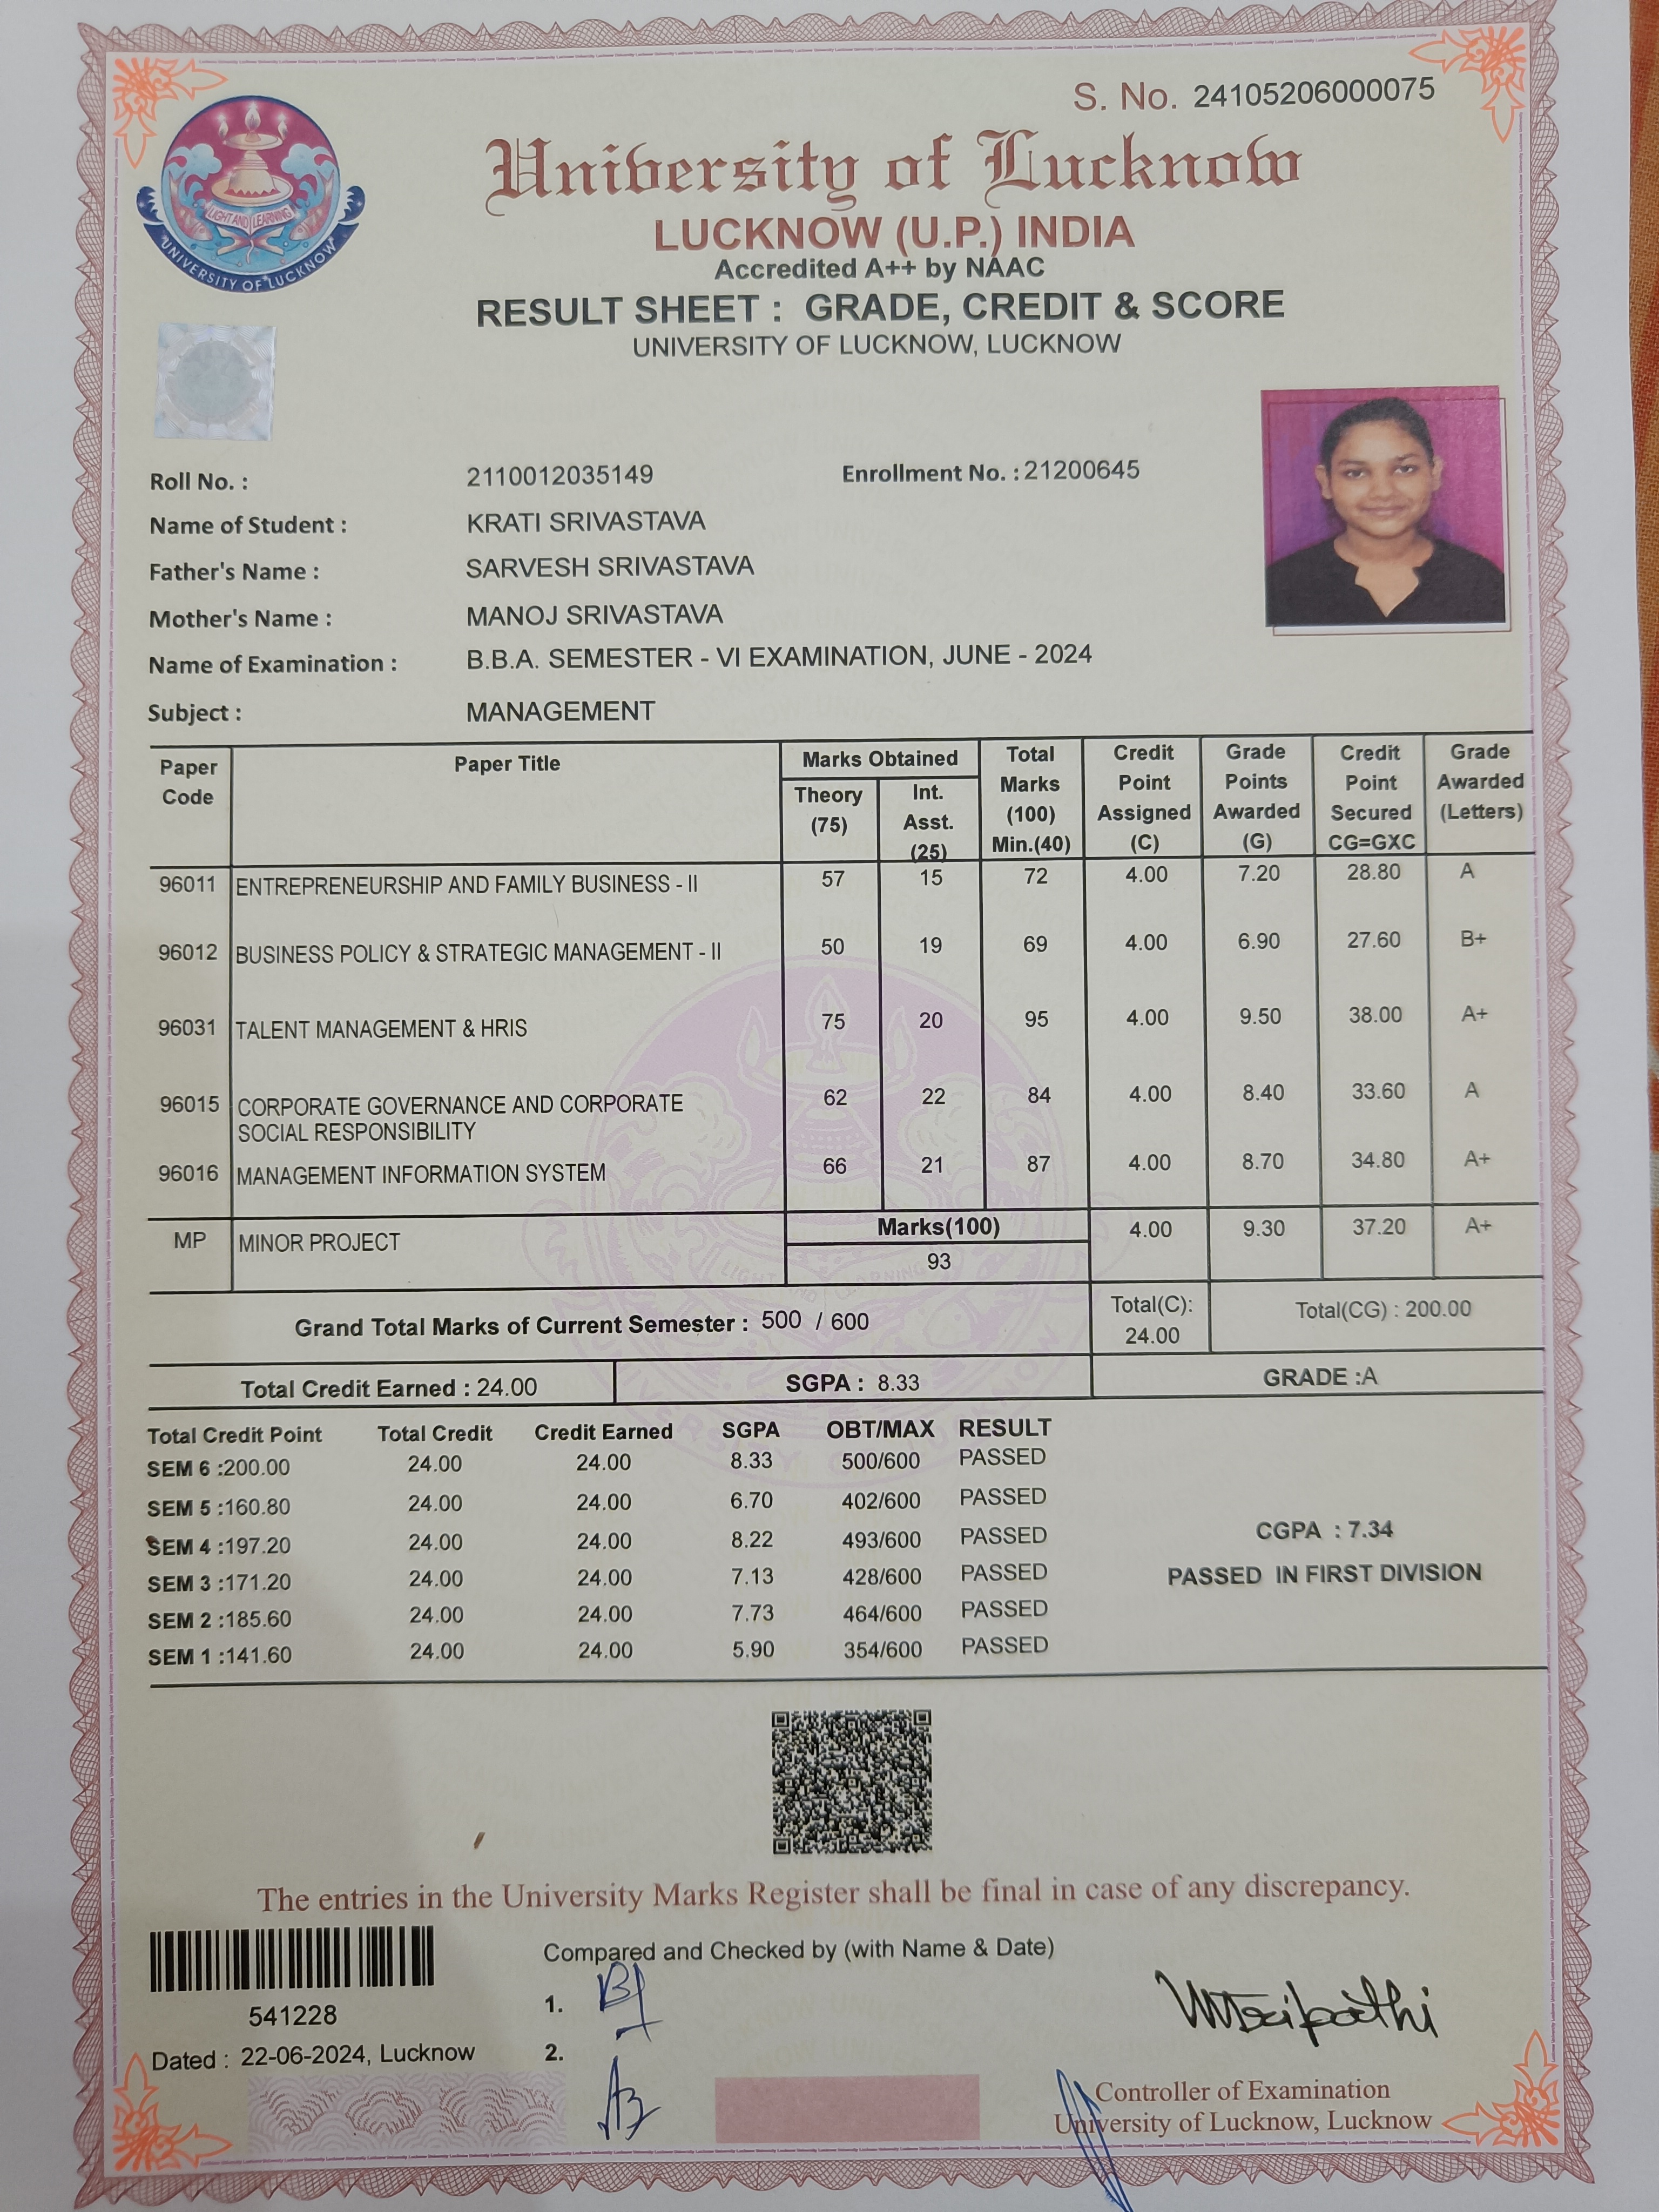 S. No. 24105206000075
University of Lucknow
LUCKNOW (U.P.) INDIA
Accredited A++ by NAAC
RESULT SHEET : GRADE, CREDIT & SCORE
UNIVERSITY OF LUCKNOW, LUCKNOW
LIGHT AND LEARNING
UNIVERSITY OF LUCKNOW
Roll No. : 2110012035149 Enrollment No. : 21200645
Name of Student : KRATI SRIVASTAVA
Father's Name : SARVESH SRIVASTAVA
Mother's Name : MANOJ SRIVASTAVA
Name of Examination : B.B.A. SEMESTER - VI EXAMINATION, JUNE - 2024
Subject : MANAGEMENT
Paper Code Paper Title Marks Obtained Theory (75) Int. Asst. (25) Total Marks (100) Min.(40) Credit Point Assigned (C) Grade Points Awarded (G) Credit Point Secured CG=GXC Grade Awarded (Letters)
96011 ENTREPRENEURSHIP AND FAMILY BUSINESS - II 57 15 72 4.00 7.20 28.80 A
96012 BUSINESS POLICY & STRATEGIC MANAGEMENT - II 50 19 69 4.00 6.90 27.60 B+
96031 TALENT MANAGEMENT & HRIS 75 20 95 4.00 9.50 38.00 A+
96015 CORPORATE GOVERNANCE AND CORPORATE 62 22 84 4.00 8.40 33.60 A
SOCIAL RESPONSIBILITY
96016 MANAGEMENT INFORMATION SYSTEM 66 21 87 4.00 8.70 34.80 A+
Marks(100)
MP MINOR PROJECT 93 4.00 9.30 37.20 A+
Grand Total Marks of Current Semester : 500 / 600 Total(C): 24.00 Total(CG) : 200.00
Total Credit Earned : 24.00 SGPA : 8.33 GRADE :A
Total Credit Point Total Credit Credit Earned SGPA OBT/MAX RESULT
SEM 6 :200.00 24.00 24.00 8.33 500/600 PASSED
SEM 5 :160.80 24.00 24.00 6.70 402/600 PASSED
SEM 4 :197.20 24.00 24.00 8.22 493/600 PASSED
SEM 3 :171.20 24.00 24.00 7.13 428/600 PASSED
SEM 2 :185.60 24.00 24.00 7.73 464/600 PASSED
SEM 1 :141.60 24.00 24.00 5.90 354/600 PASSED
CGPA : 7.34
PASSED IN FIRST DIVISION
The entries in the University Marks Register shall be final in case of any discrepancy.
541228
Dated : 22-06-2024, Lucknow
Compared and Checked by (with Name & Date)
1.
2.
Controller of Examination
University of Lucknow, Lucknow